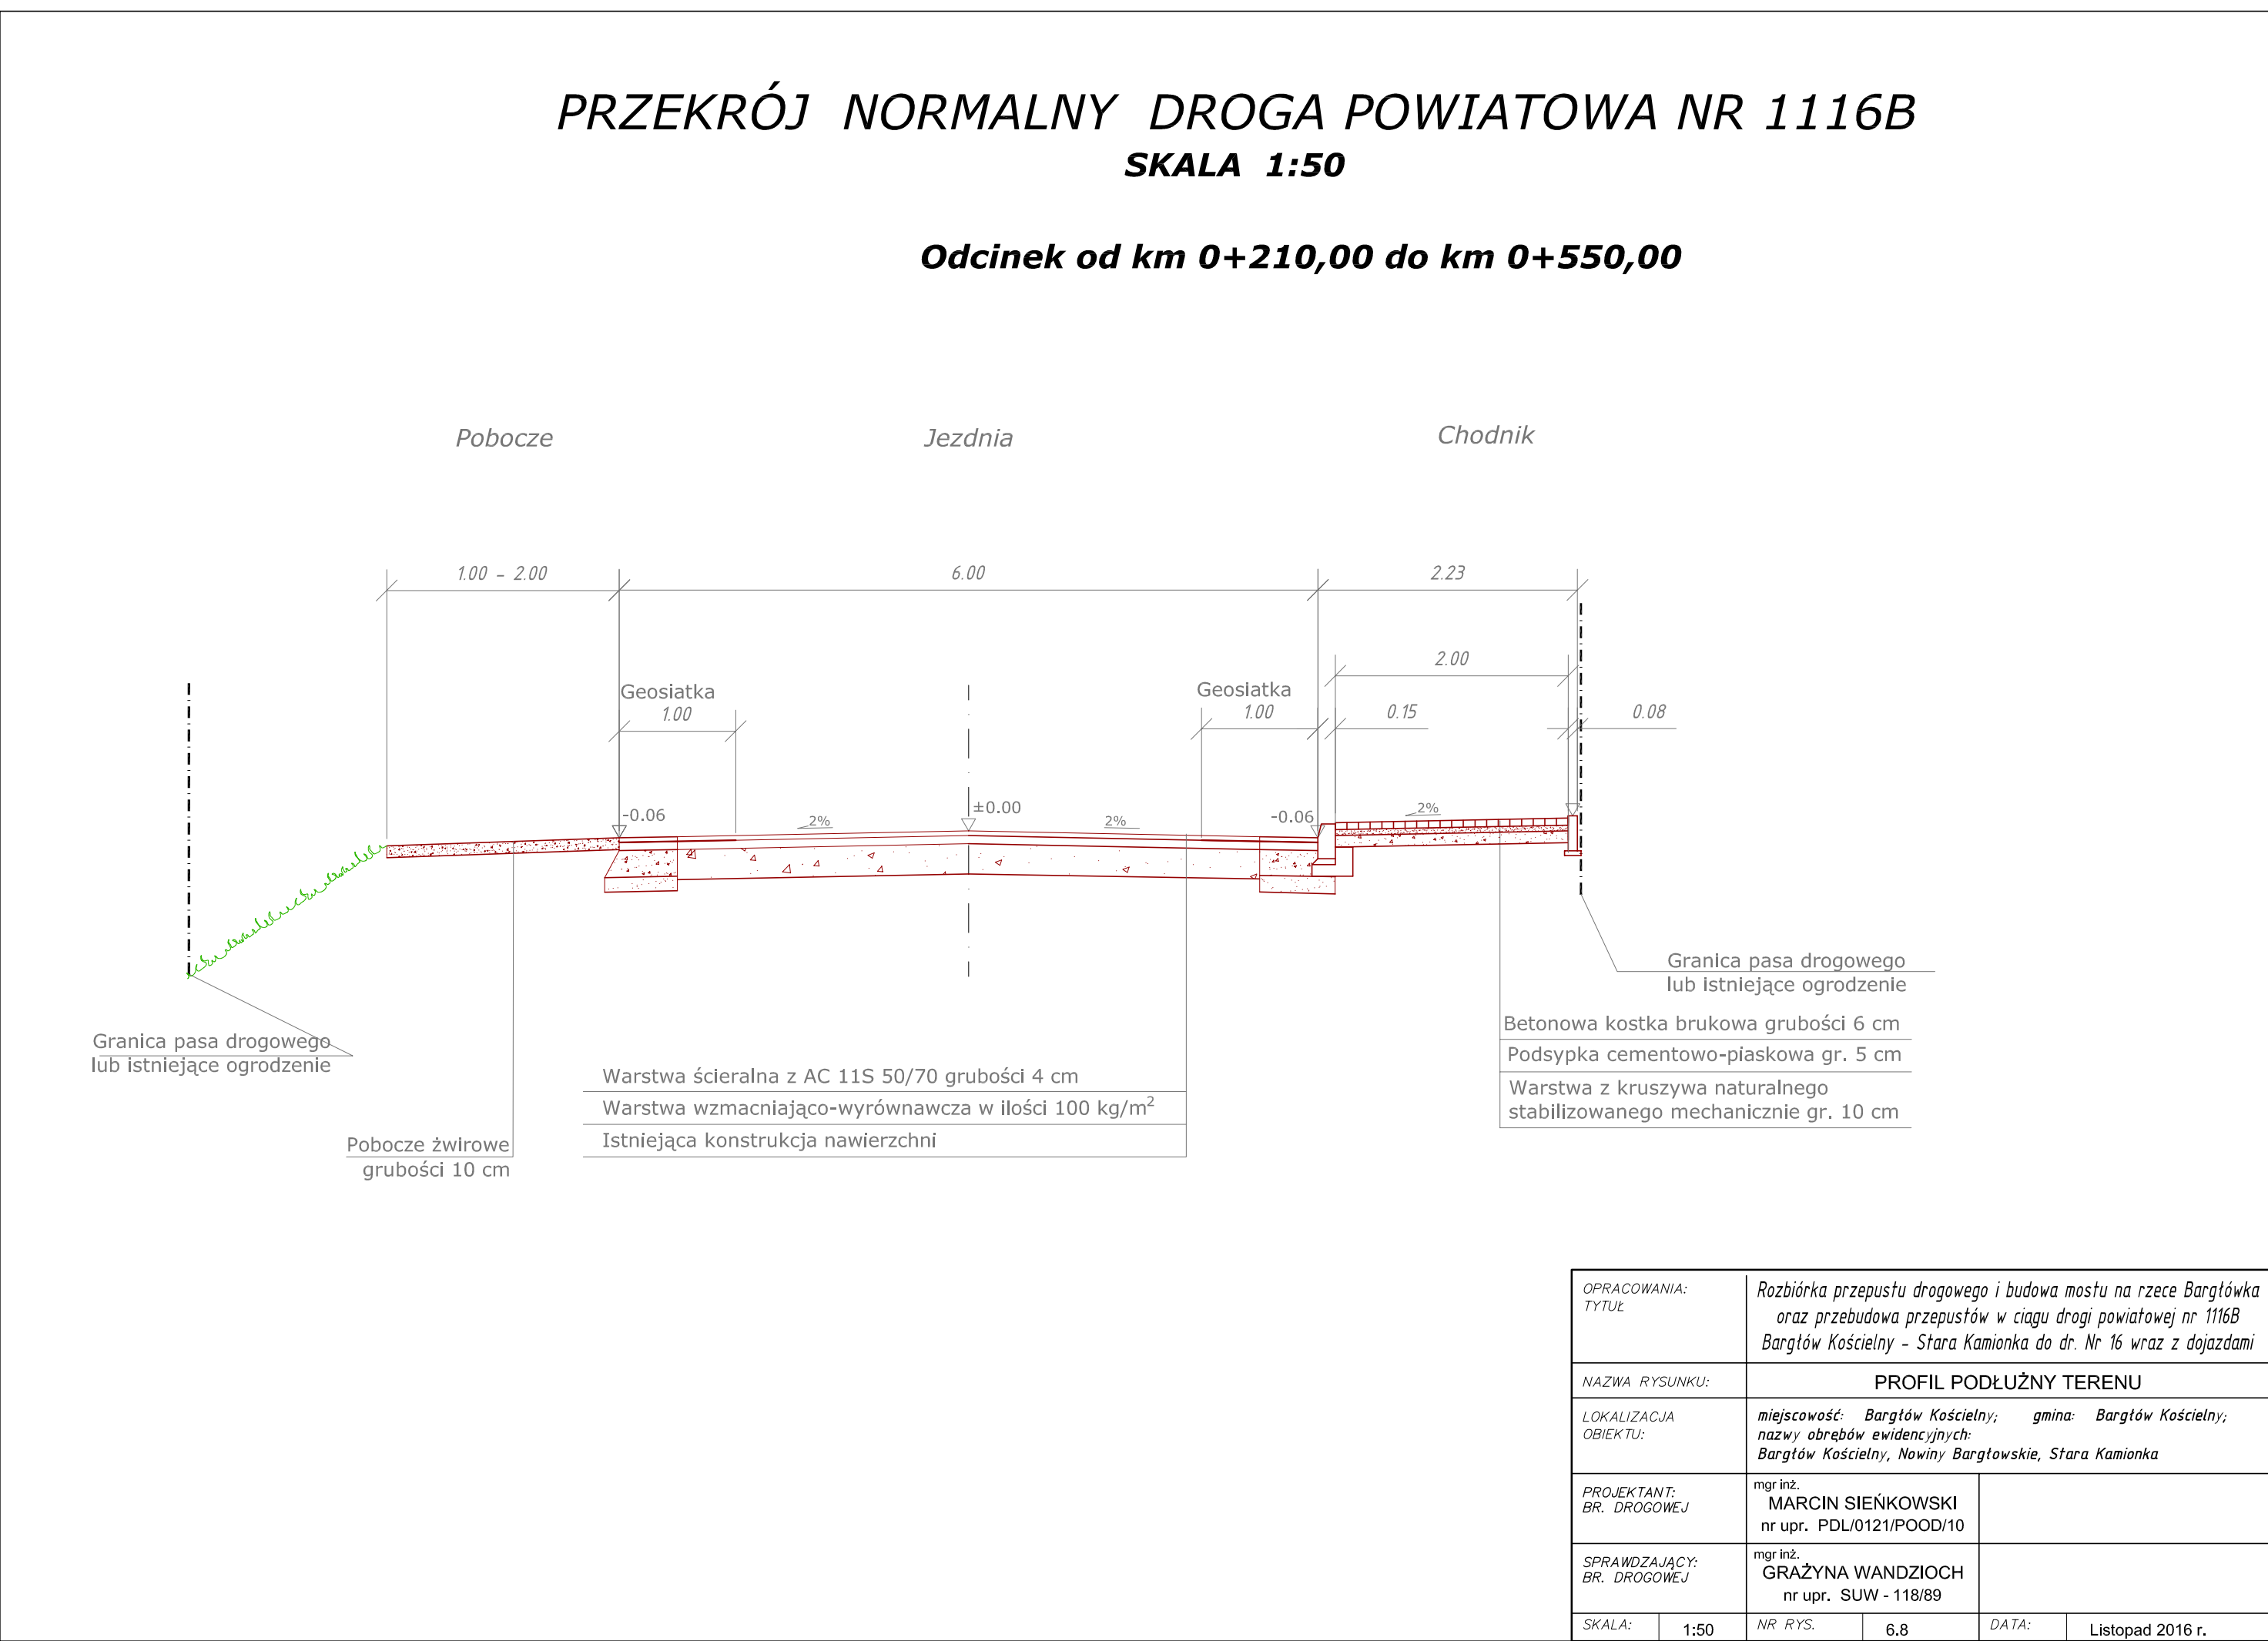 PRZEKRÓJ NORMALNY DROGA POWIATOWA NR 1116B
SKALA 1:50
Odcinek od km 0+210,00 do km 0+550,00
Pobocze
Jezdnia
Chodnik
1.00 - 2.00
6.00
2.23
2.00
Geosiatka
1.00
Geosiatka
1.00
0.15
0.08
-0.06
2%
±0.00
2%
-0.06
2%
Granica pasa drogowego
lub istniejące ogrodzenie
Granica pasa drogowego
lub istniejące ogrodzenie
Betonowa kostka brukowa grubości 6 cm
Podsypka cementowo-piaskowa gr. 5 cm
Warstwa z kruszywa naturalnego
stabilizowanego mechanicznie gr. 10 cm
Warstwa ścieralna z AC 11S 50/70 grubości 4 cm
Warstwa wzmacniająco-wyrównawcza w ilości 100 kg/m²
Istniejąca konstrukcja nawierzchni
Pobocze żwirowe
grubości 10 cm
OPRACOWANIA:
TYTUŁ
Rozbiórka przepustu drogowego i budowa mostu na rzece Bargłówka
oraz przebudowa przepustów w ciągu drogi powiatowej nr 1116B
Bargłów Kościelny - Stara Kamionka do dr. Nr 16 wraz z dojazdami
NAZWA RYSUNKU:
PROFIL PODŁUŻNY TERENU
LOKALIZACJA
OBIEKTU:
miejscowość: Bargłów Kościelny; gmina: Bargłów Kościelny;
nazwy obrębów ewidencyjnych:
Bargłów Kościelny, Nowiny Bargłowskie, Stara Kamionka
PROJEKTANT:
BR. DROGOWEJ
mgr inż.
MARCIN SIEŃKOWSKI
nr upr. PDL/0121/POOD/10
SPRAWDZAJĄCY:
BR. DROGOWEJ
mgr inż.
GRAŻYNA WANDZIOCH
nr upr. SUW - 118/89
SKALA: 1:50 NR RYS. 6.8 DATA: Listopad 2016 r.